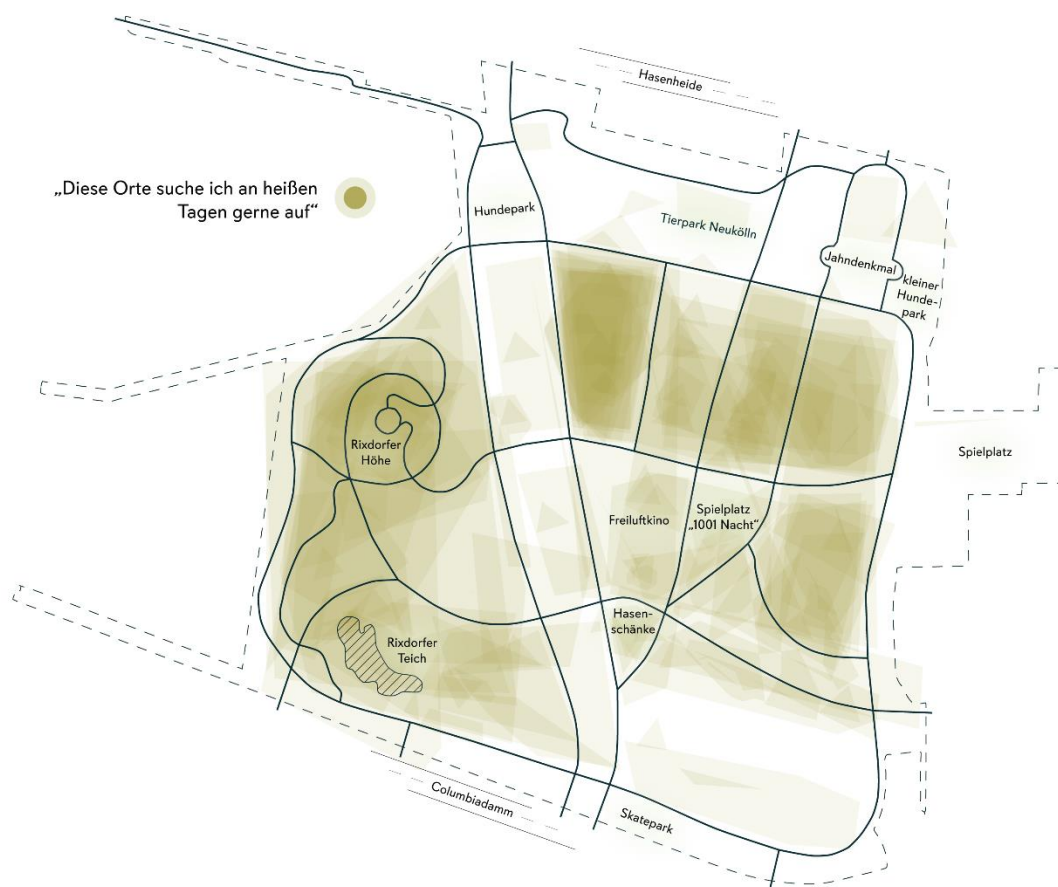 Hasenheide
„Diese Orte suche ich an heißen
Tagen gerne auf“
Hundepark
Tierpark Neukölln
Jahndenkmal
kleiner
Hunde-
park
Rixdorfer
Höhe
Spielplatz
Freiluftkino
Spielplatz
„1001 Nacht“
Hasen-
schänke
Rixdorfer
Teich
Columbiadamm
Skatepark